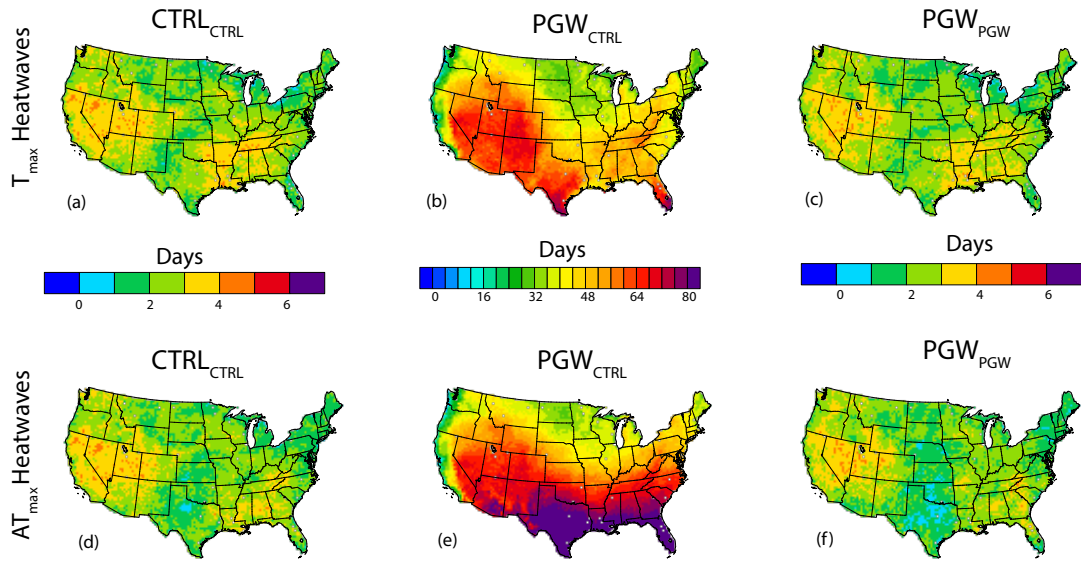 CTRL_CTRL
PGW_CTRL
PGW_PGW
T_max Heatwaves
(a)
(b)
(c)
Days
0 2 4 6
Days
0 16 32 48 64 80
Days
0 2 4 6
CTRL_CTRL
PGW_CTRL
PGW_PGW
AT_max Heatwaves
(d)
(e)
(f)